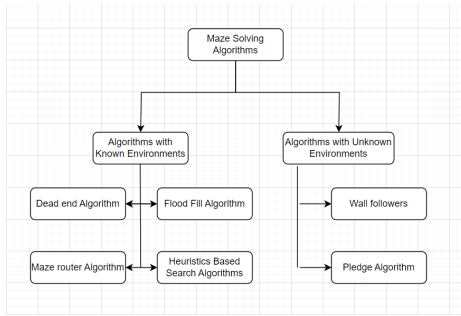 Maze Solving
Algorithms
Algorithms with
Known Environments
Algorithms with Unknown
Environments
Dead end Algorithm
Flood Fill Algorithm
Wall followers
Maze router Algorithm
Heuristics Based
Search Algorithms
Pledge Algorithm